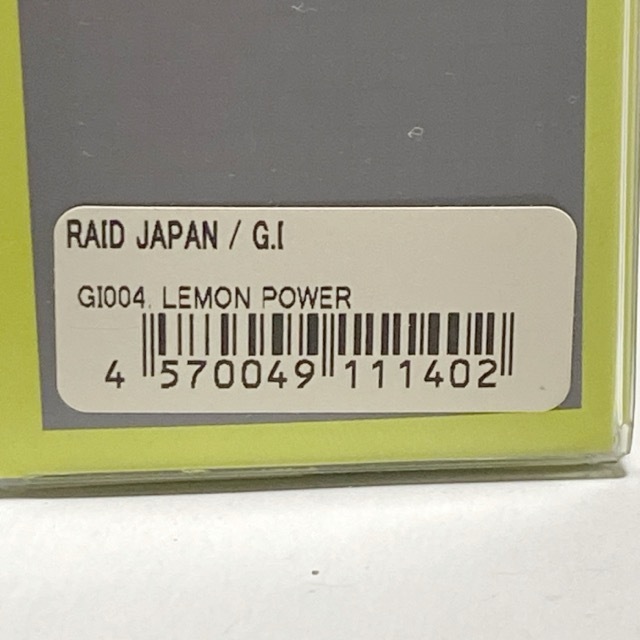 RAID JAPAN / G.I
GI004. LEMON POWER
4 570049 111402